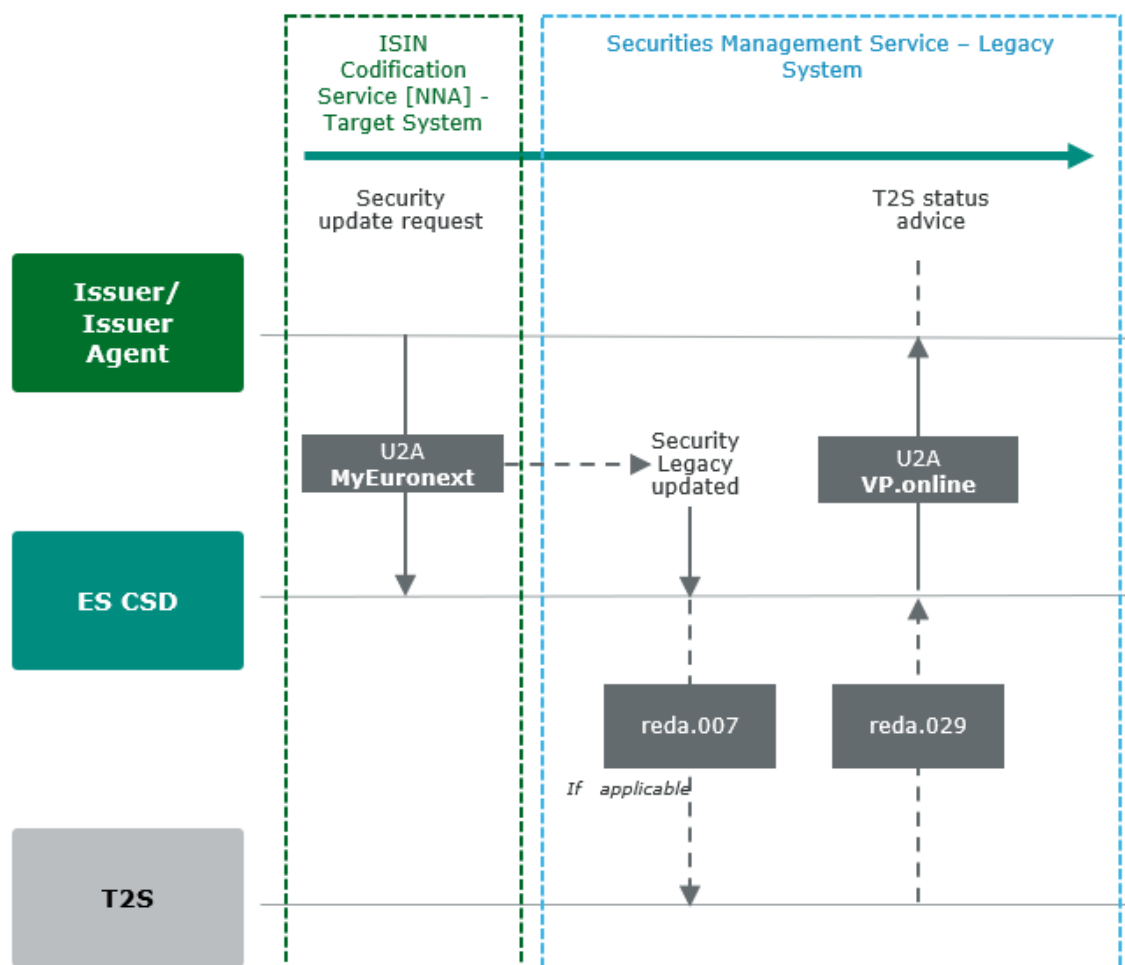 ISIN
Codification
Service [NNA] -
Target System
Securities Management Service – Legacy
System
Security
update request
T2S status
advice
Issuer/
Issuer
Agent
U2A
MyEuronext
Security
Legacy
updated
U2A
VP.online
ES CSD
reda.007
reda.029
If applicable
T2S